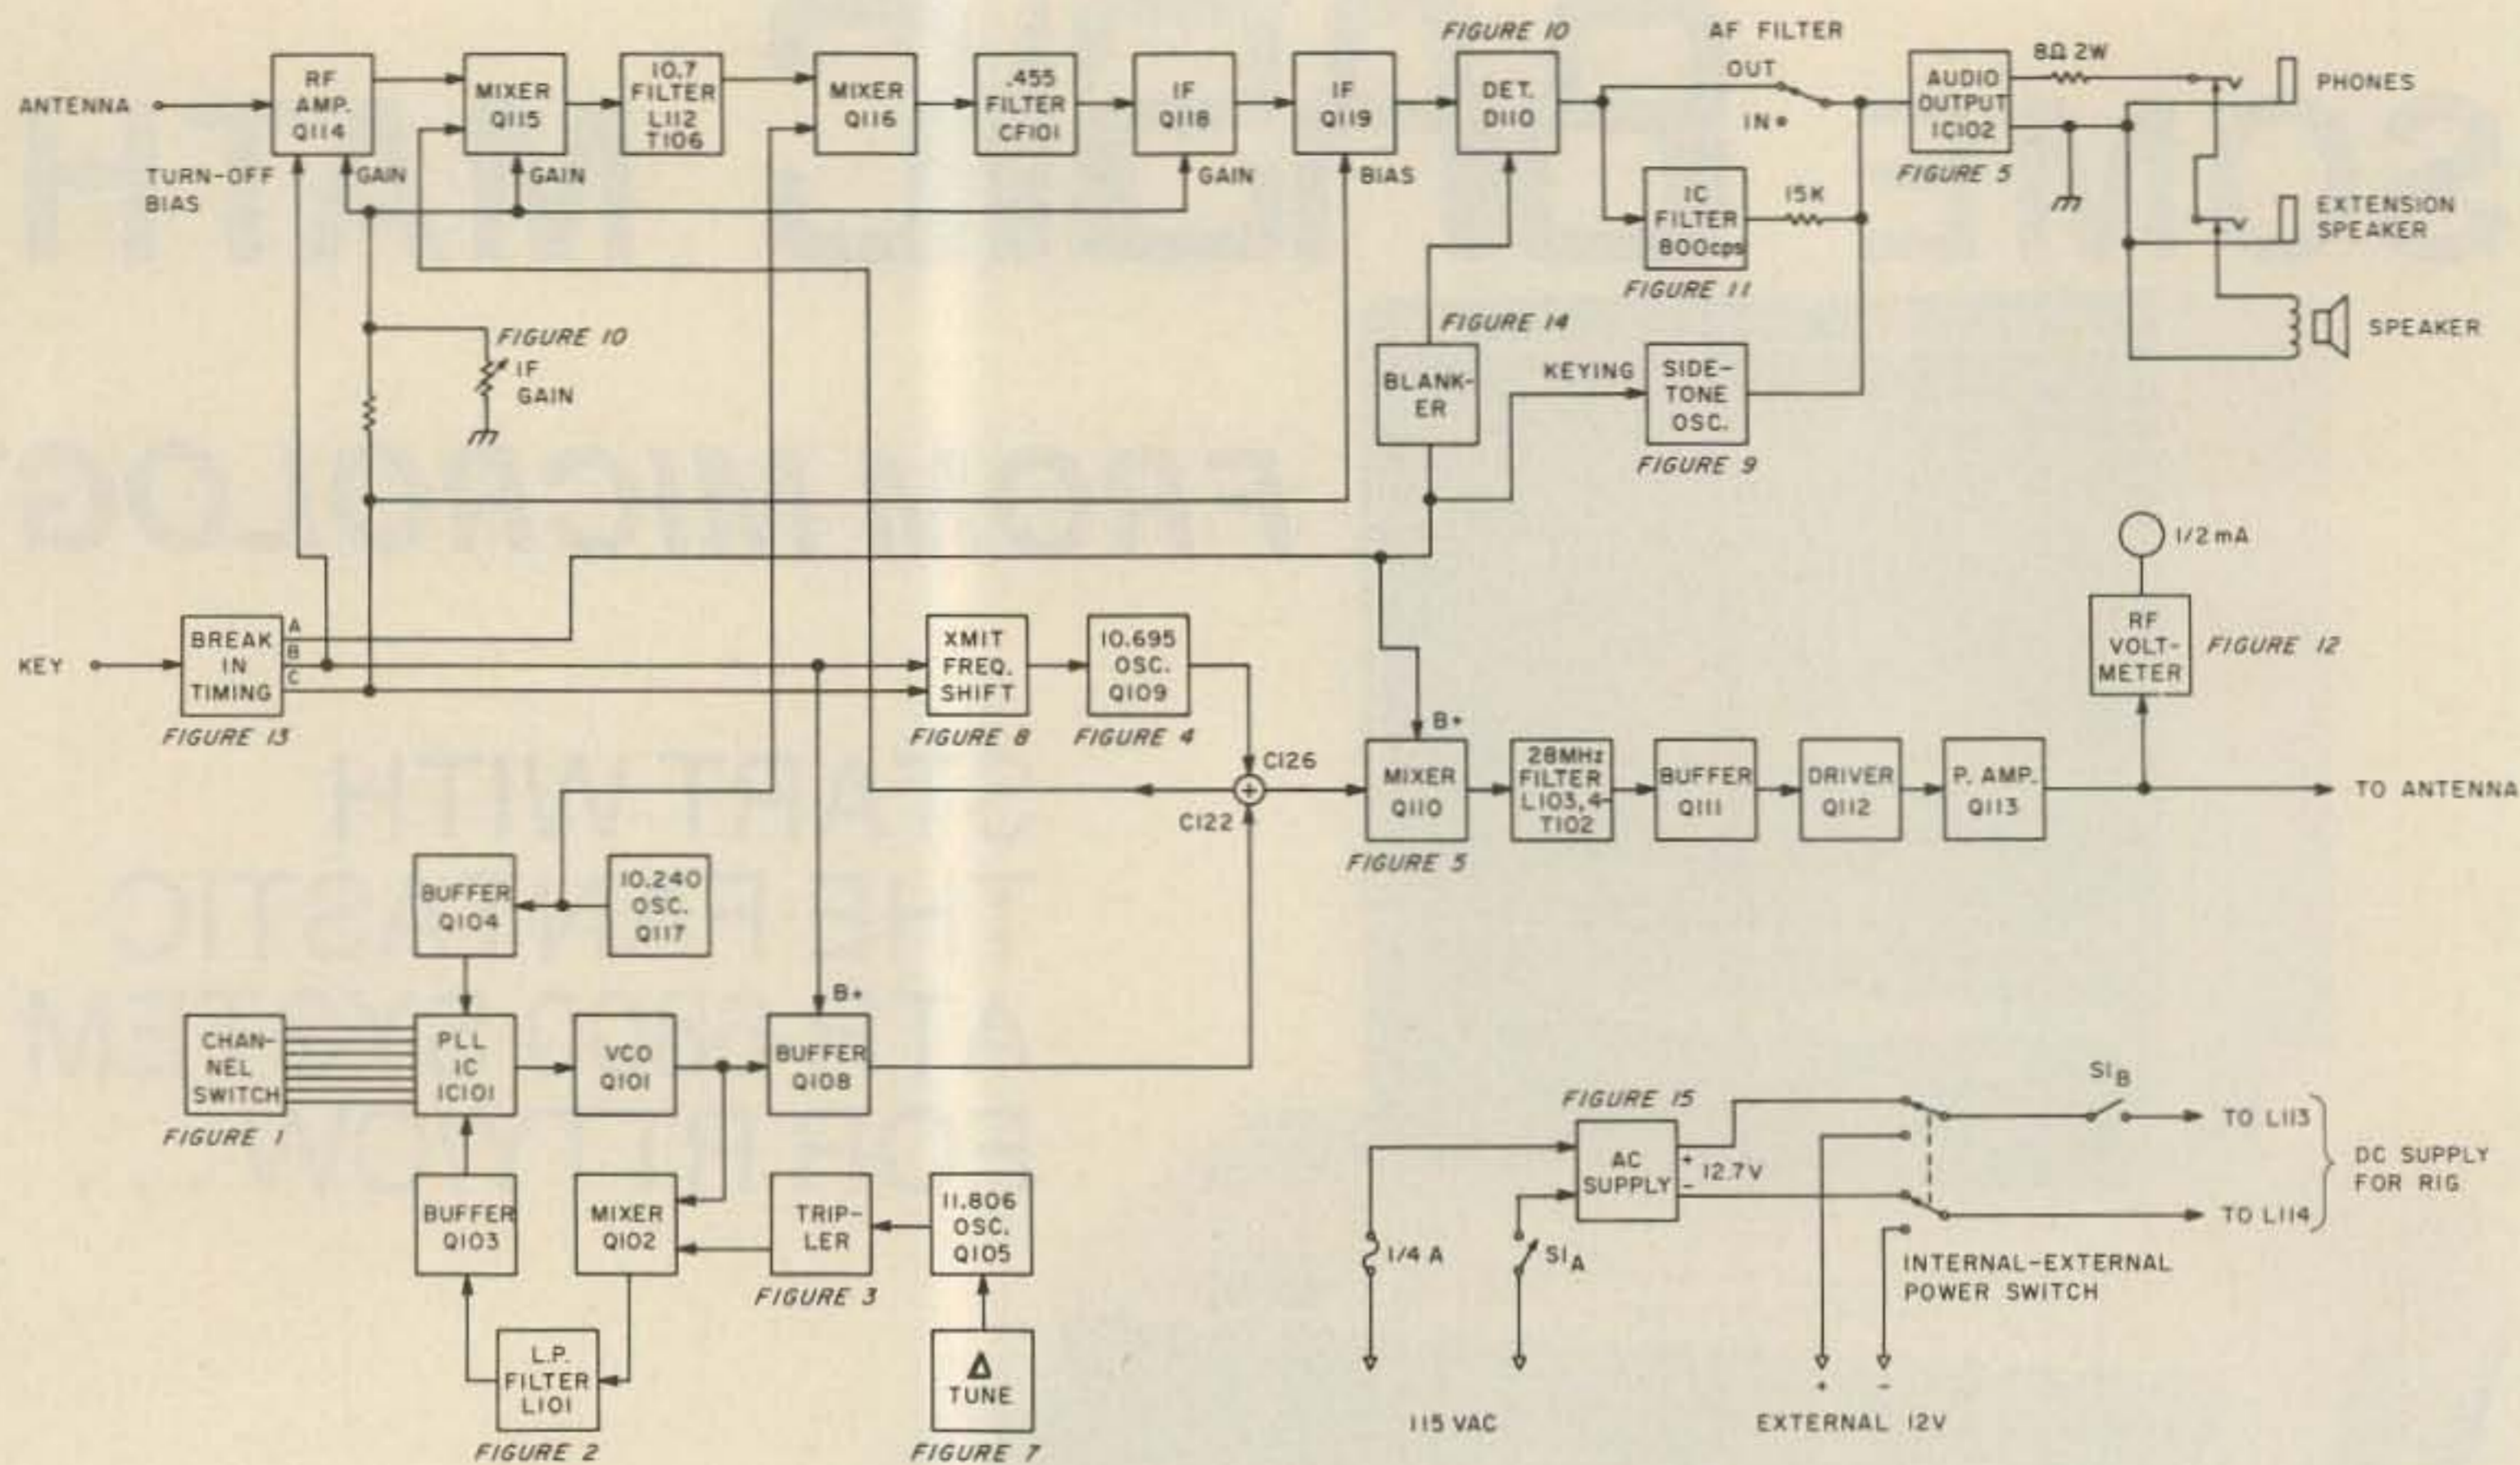 FIGURE 10
AF FILTER
ANTENNA
RF
AMP.
Q114
MIXER
Q115
10.7
FILTER
L112
T106
MIXER
Q116
.455
FILTER
CF101
IF
Q118
IF
Q119
DET.
D110
OUT
IN
AUDIO
OUTPUT
IC102
FIGURE 5
8Ω 2W
PHONES
TURN-OFF
BIAS
GAIN
GAIN
GAIN
BIAS
IC
FILTER
800cps
FIGURE 11
15K
EXTENSION
SPEAKER
SPEAKER
FIGURE 10
IF
GAIN
FIGURE 14
BLANK-
ER
KEYING
SIDE-
TONE
OSC.
FIGURE 9
1/2 mA
RF
VOLT-
METER
FIGURE 12
KEY
BREAK
IN
TIMING
A
B
C
FIGURE 13
XMIT
FREQ.
SHIFT
FIGURE 8
10.695
OSC.
Q109
FIGURE 4
C126
+
C122
B+
MIXER
Q110
FIGURE 5
28MHz
FILTER
L103,4-
T102
BUFFER
Q111
DRIVER
Q112
P. AMP.
Q113
TO ANTENNA
BUFFER
Q104
10.240
OSC.
Q117
CHAN-
NEL
SWITCH
FIGURE 1
PLL
IC
IC101
VCO
Q101
B+
BUFFER
Q108
BUFFER
Q103
MIXER
Q102
TRIP-
LER
FIGURE 3
11.806
OSC.
Q105
L.P.
FILTER
L101
FIGURE 2
Δ
TUNE
FIGURE 7
FIGURE 15
AC
SUPPLY
+
12.7V
-
S1B
TO L113
TO L114
DC SUPPLY
FOR RIG
1/4 A
S1A
INTERNAL-EXTERNAL
POWER SWITCH
+ -
115 VAC
EXTERNAL 12V